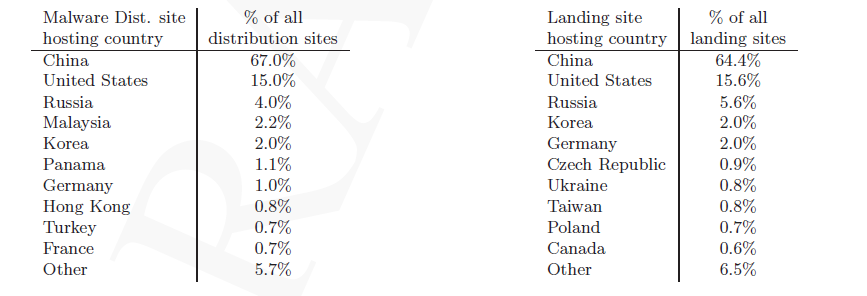 Malware Dist. site % of all
hosting country distribution sites
China 67.0%
United States 15.0%
Russia 4.0%
Malaysia 2.2%
Korea 2.0%
Panama 1.1%
Germany 1.0%
Hong Kong 0.8%
Turkey 0.7%
France 0.7%
Other 5.7%
Landing site % of all
hosting country landing sites
China 64.4%
United States 15.6%
Russia 5.6%
Korea 2.0%
Germany 2.0%
Czech Republic 0.9%
Ukraine 0.8%
Taiwan 0.8%
Poland 0.7%
Canada 0.6%
Other 6.5%